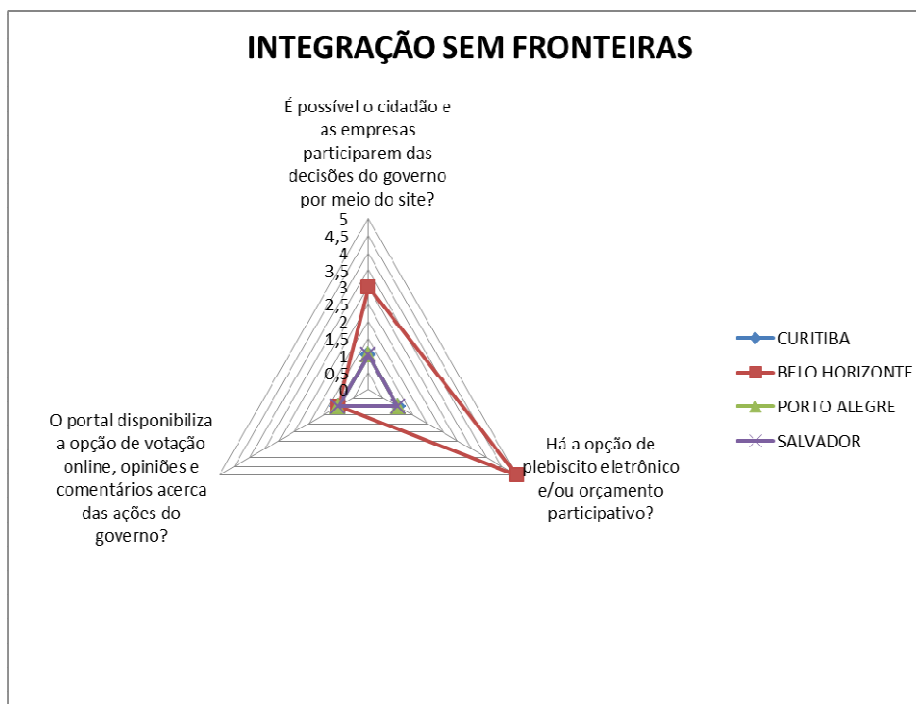 INTEGRAÇÃO SEM FRONTEIRAS
É possível o cidadão e
as empresas
participarem das
decisões do governo
por meio do site?
5
4,5
4
3,5
3
2,5
2
1,5
1
0,5
0
CURITIBA
BELO HORIZONTE
PORTO ALEGRE
SALVADOR
O portal disponibiliza
a opção de votação
online, opiniões e
comentários acerca
das ações do
governo?
Há a opção de
plebiscito eletrônico
e/ou orçamento
participativo?